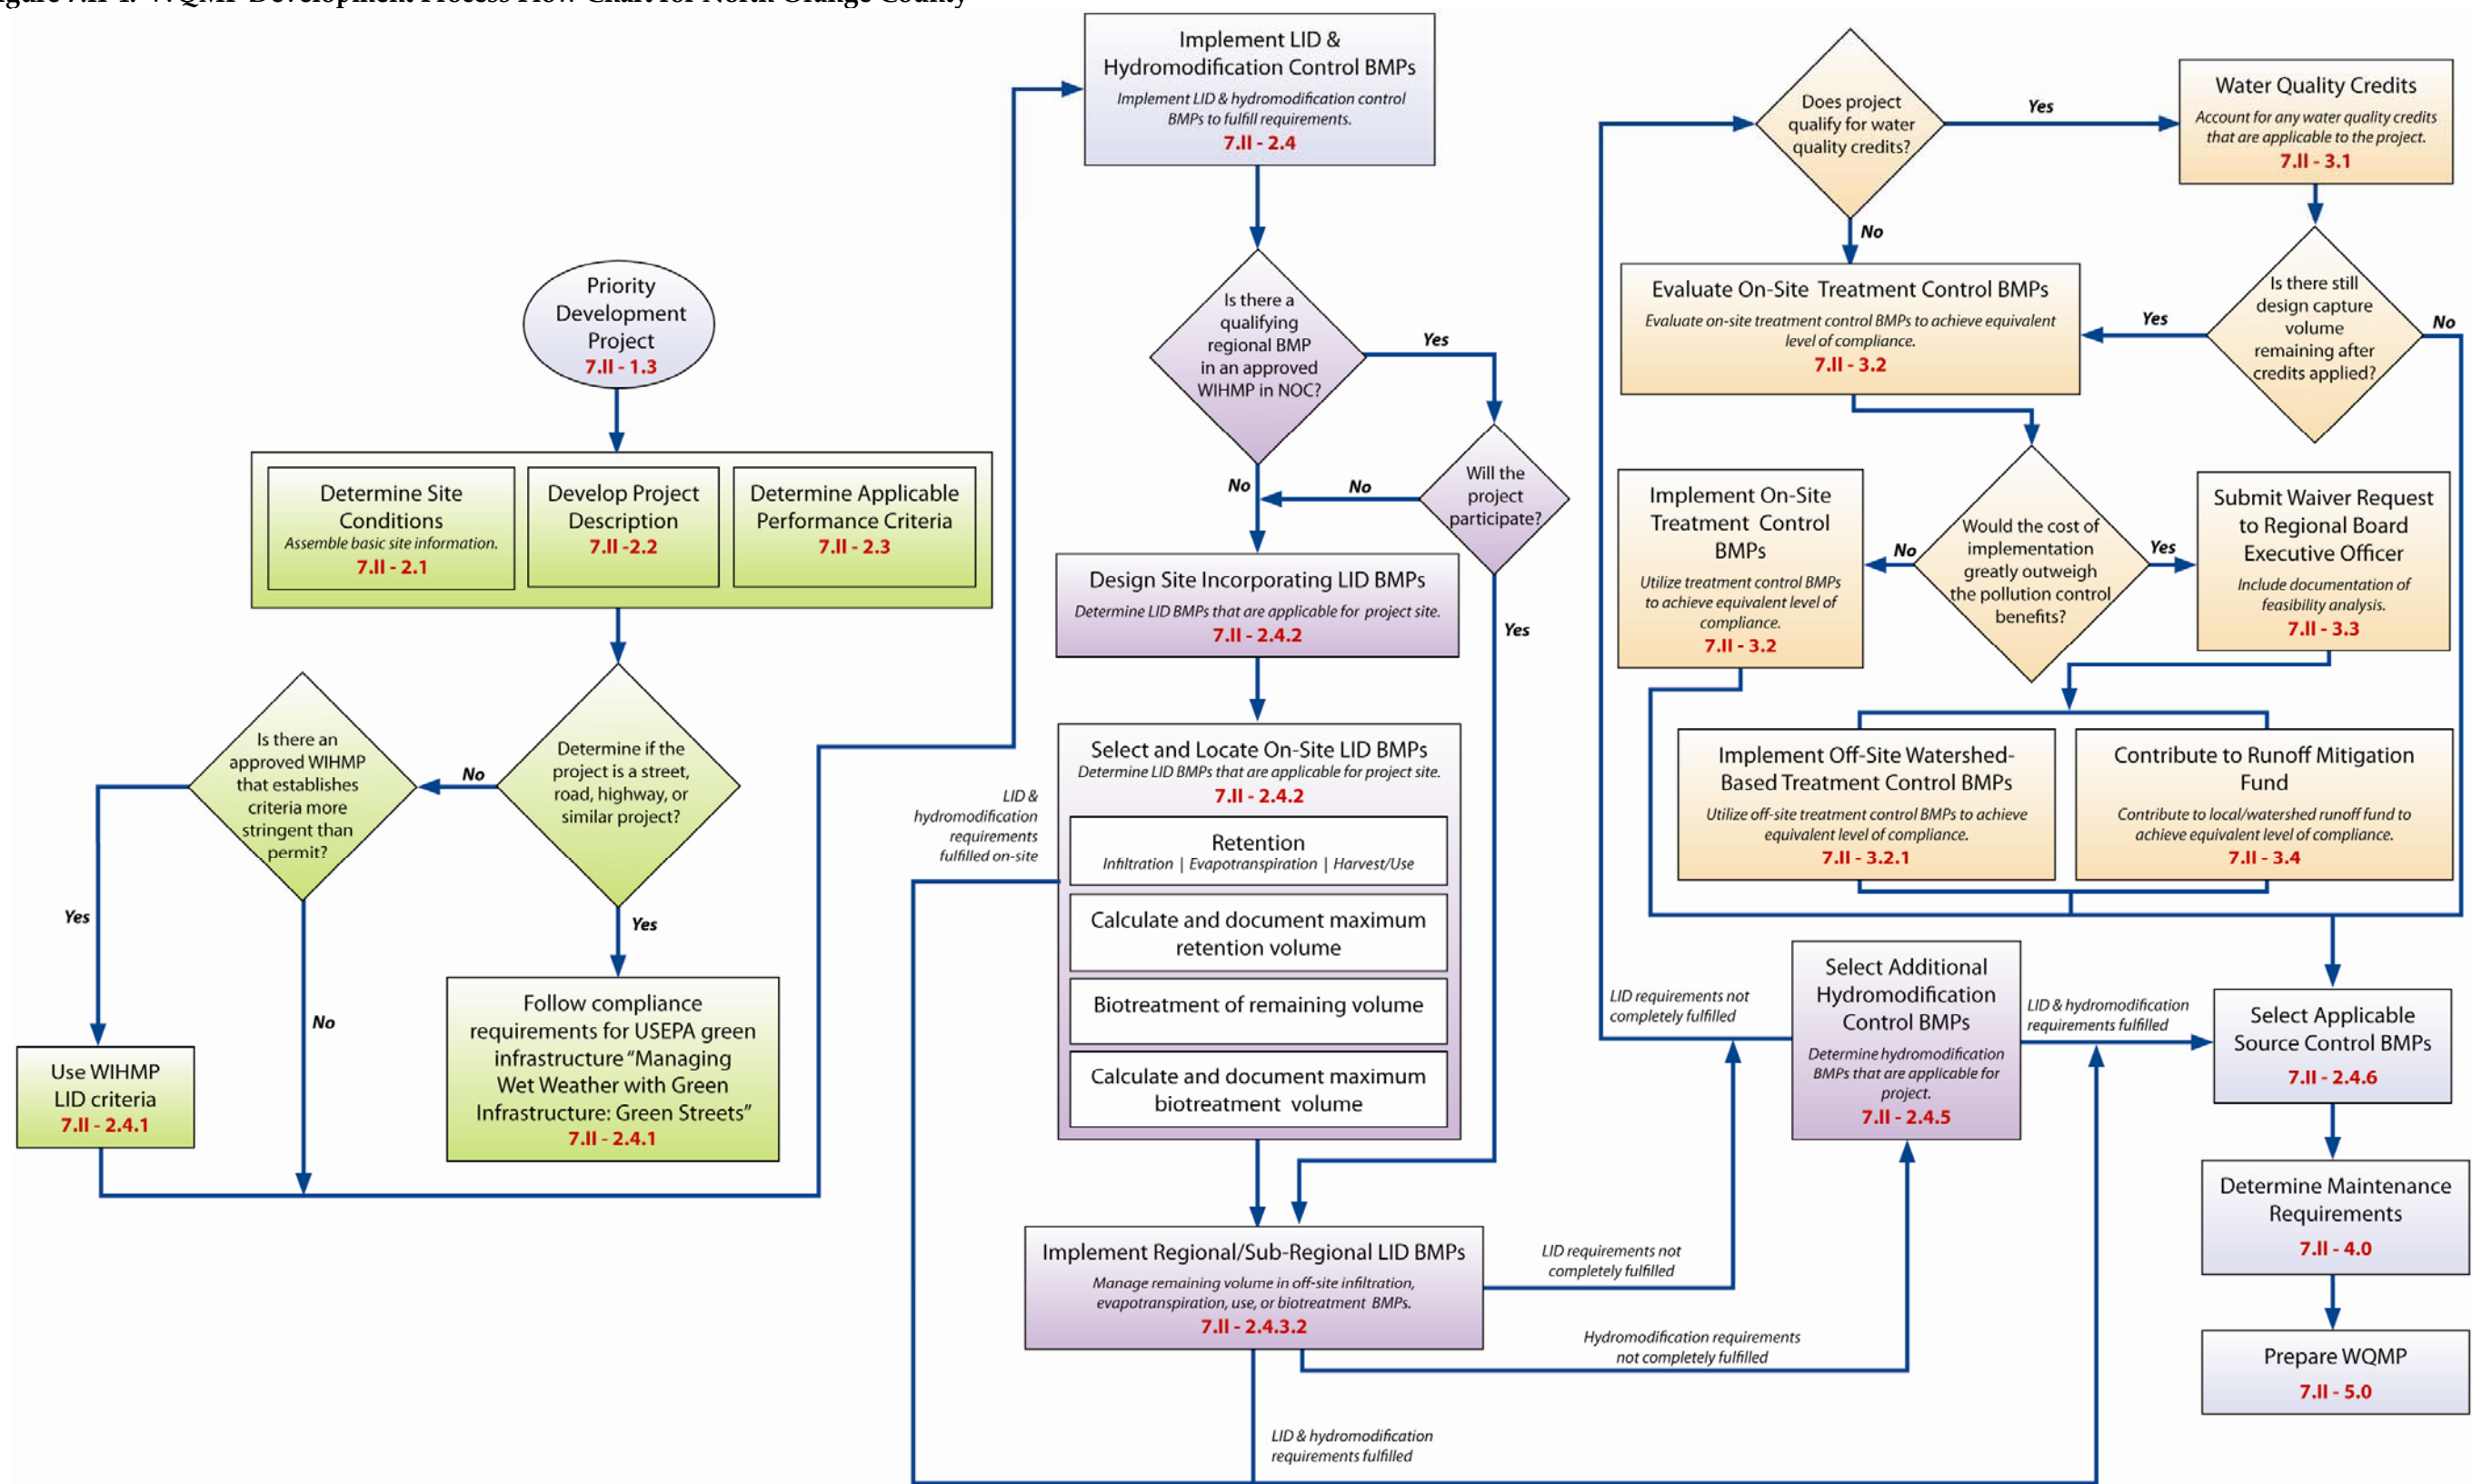 Figure 7.II-1. WQMP Development Process Flow Chart for North Orange County
Priority
Development
Project
7.II - 1.3
Determine Site
Conditions
Assemble basic site information.
7.II - 2.1
Develop Project
Description
7.II -2.2
Determine Applicable
Performance Criteria
7.II - 2.3
Determine if the
project is a street,
road, highway, or
similar project?
No
Yes
Is there an
approved WIHMP
that establishes
criteria more
stringent than
permit?
Yes
No
Use WIHMP
LID criteria
7.II - 2.4.1
Follow compliance
requirements for USEPA green
infrastructure “Managing
Wet Weather with Green
Infrastructure: Green Streets”
7.II - 2.4.1
Implement LID &
Hydromodification Control BMPs
Implement LID & hydromodification control
BMPs to fulfill requirements.
7.II - 2.4
Is there a
qualifying
regional BMP
in an approved
WIHMP in NOC?
Yes
No
Will the
project
participate?
No
Yes
Design Site Incorporating LID BMPs
Determine LID BMPs that are applicable for project site.
7.II - 2.4.2
Select and Locate On-Site LID BMPs
Determine LID BMPs that are applicable for project site.
7.II - 2.4.2
Retention
Infiltration | Evapotranspiration | Harvest/Use
Calculate and document maximum
retention volume
Biotreatment of remaining volume
Calculate and document maximum
biotreatment volume
LID &
hydromodification
requirements
fulfilled on-site
Implement Regional/Sub-Regional LID BMPs
Manage remaining volume in off-site infiltration,
evapotranspiration, use, or biotreatment BMPs.
7.II - 2.4.3.2
LID requirements not
completely fulfilled
Hydromodification requirements
not completely fulfilled
LID & hydromodification
requirements fulfilled
Does project
qualify for water
quality credits?
Yes
No
Water Quality Credits
Account for any water quality credits
that are applicable to the project.
7.II - 3.1
Is there still
design capture
volume
remaining after
credits applied?
Yes
No
Evaluate On-Site Treatment Control BMPs
Evaluate on-site treatment control BMPs to achieve equivalent
level of compliance.
7.II - 3.2
Would the cost of
implementation
greatly outweigh
the pollution control
benefits?
No
Yes
Implement On-Site
Treatment Control
BMPs
Utilize treatment control BMPs
to achieve equivalent level of
compliance.
7.II - 3.2
Submit Waiver Request
to Regional Board
Executive Officer
Include documentation of
feasibility analysis.
7.II - 3.3
Implement Off-Site Watershed-
Based Treatment Control BMPs
Utilize off-site treatment control BMPs to achieve
equivalent level of compliance.
7.II - 3.2.1
Contribute to Runoff Mitigation
Fund
Contribute to local/watershed runoff fund to
achieve equivalent level of compliance.
7.II - 3.4
LID requirements not
completely fulfilled
Select Additional
Hydromodification
Control BMPs
Determine hydromodification
BMPs that are applicable for
project.
7.II - 2.4.5
LID & hydromodification
requirements fulfilled
Select Applicable
Source Control BMPs
7.II - 2.4.6
Determine Maintenance
Requirements
7.II - 4.0
Prepare WQMP
7.II - 5.0